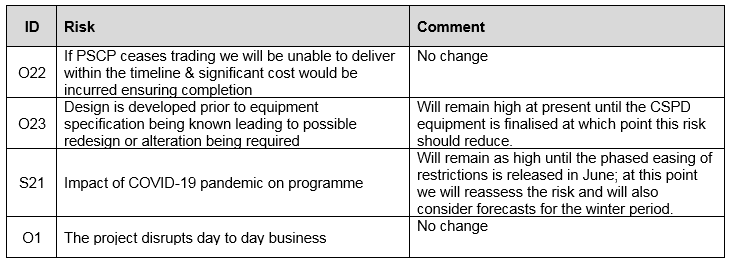 ID Risk Comment
O22
If PSCP ceases trading we will be unable to deliver
within the timeline & significant cost would be
incurred ensuring completion
No change
O23
Design is developed prior to equipment
specification being known leading to possible
redesign or alteration being required
Will remain high at present until the CSPD
equipment is finalised at which point this risk
should reduce.
S21
Impact of COVID-19 pandemic on programme
Will remain as high until the phased easing of
restrictions is released in June; at this point
we will reassess the risk and will also
consider forecasts for the winter period.
O1
The project disrupts day to day business
No change